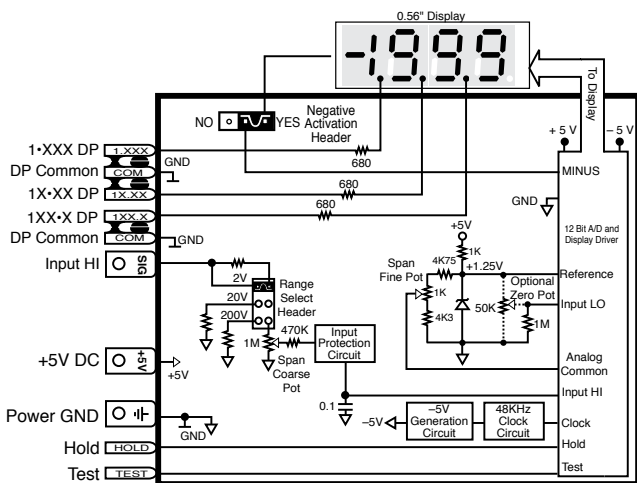 0.56" Display
-1.999
To Display
NO
YES
Negative Activation Header
+ 5 V
– 5 V
1•XXX DP
1.XXX
GND
680
DP Common
COM
MINUS
1X•XX DP
1X.XX
680
1XX•X DP
1XX.X
680
GND
DP Common
COM
GND
12 Bit A/D and
Display Driver
Input HI
SIG
+5V
1K
4K75
+1.25V
Reference
2V
20V
200V
Range
Select
Header
Span
Fine Pot
1K
4K3
50K
Optional
Zero Pot
Input LO
1M
470K
1M
Span
Coarse
Pot
Input
Protection
Circuit
+5V DC
+5V
+5V
Analog
Common
Input HI
0.1
Power GND
GND
–5V
–5V
Generation
Circuit
48KHz
Clock
Circuit
Clock
Hold
HOLD
Hold
Test
TEST
Test